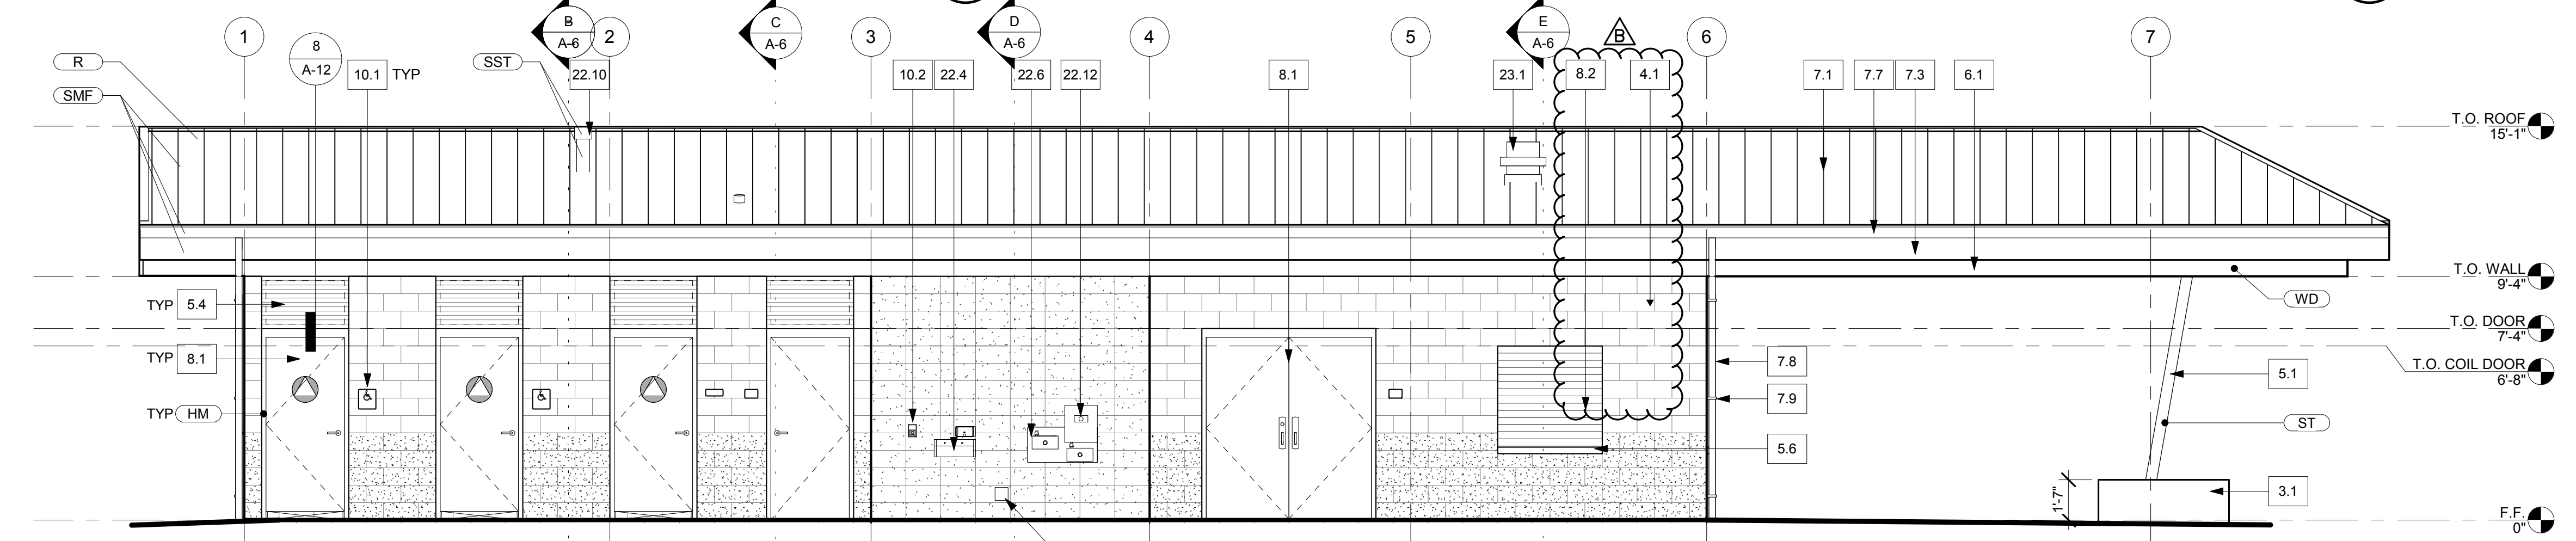 1
8
A-12
10.1 TYP
B
A-6
2
SST
22.10
C
A-6
3
10.2
22.4
D
A-6
22.6
22.12
4
8.1
5
E
A-6
23.1
8.2
B
4.1
6
7.1
7.7
7.3
6.1
7
R
SMF
T.O. ROOF
15'-1"
T.O. WALL
9'-4"
WD
TYP 5.4
T.O. DOOR
7'-4"
TYP 8.1
7.8
T.O. COIL DOOR
6'-8"
5.1
7.9
TYP HM
ST
5.6
3.1
1'-7"
F.F.
0"